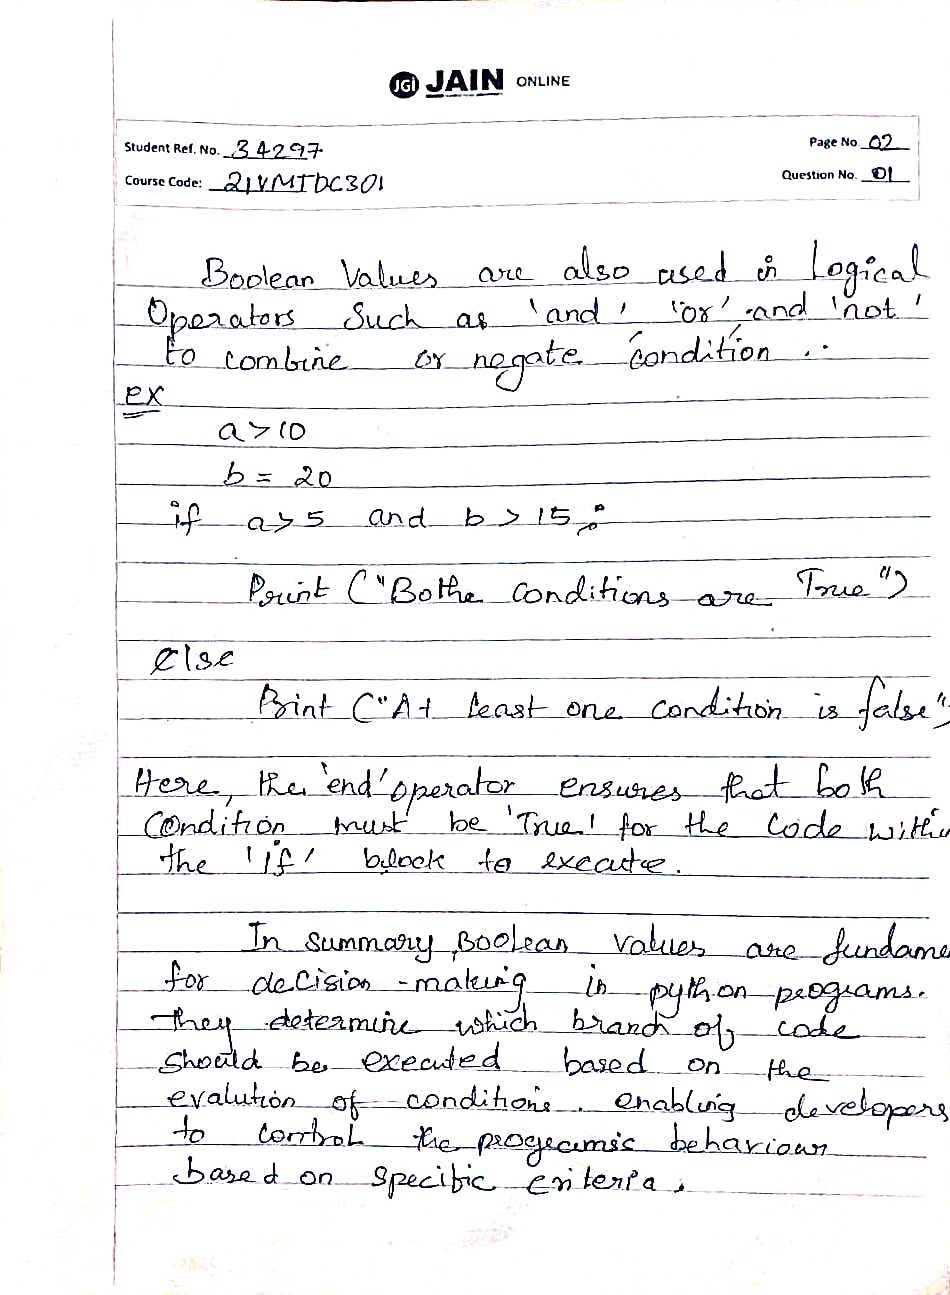 JGI JAIN ONLINE
Student Ref. No. 34297
Page No 02
Course Code: 21VMTDC301
Question No. 01
Boolean Values are also used in Logical
Operators Such as 'and' 'or' and 'not'
to combine or negate condition ..
ex
a>10
b = 20
if a>5 and b > 15 :
Print ("Bothe conditions are True")
Else
Print ("At least one condition is false")
Here, the 'end' operator ensures that both
Condition must be 'True' for the code within
the 'if' block to execute.
In summary, Boolean values are fundame
for decision-making in python programs.
They determine which branch of code
should be executed based on the
evalution of conditions. enabling developers
to control the behaviour
based on specific criteria.